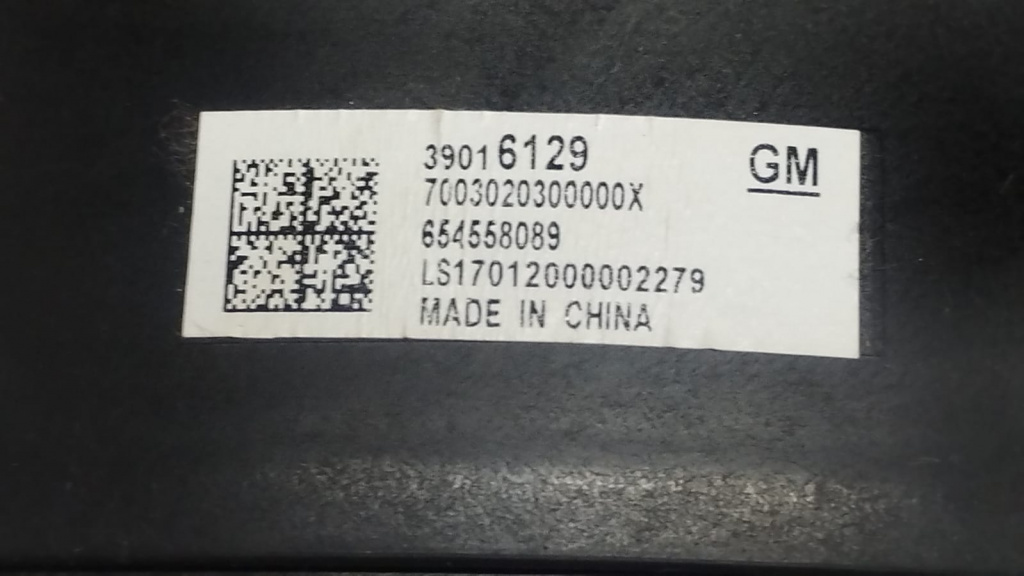 39016129
GM
7003020300000X
654558089
LS17012000002279
MADE IN CHINA